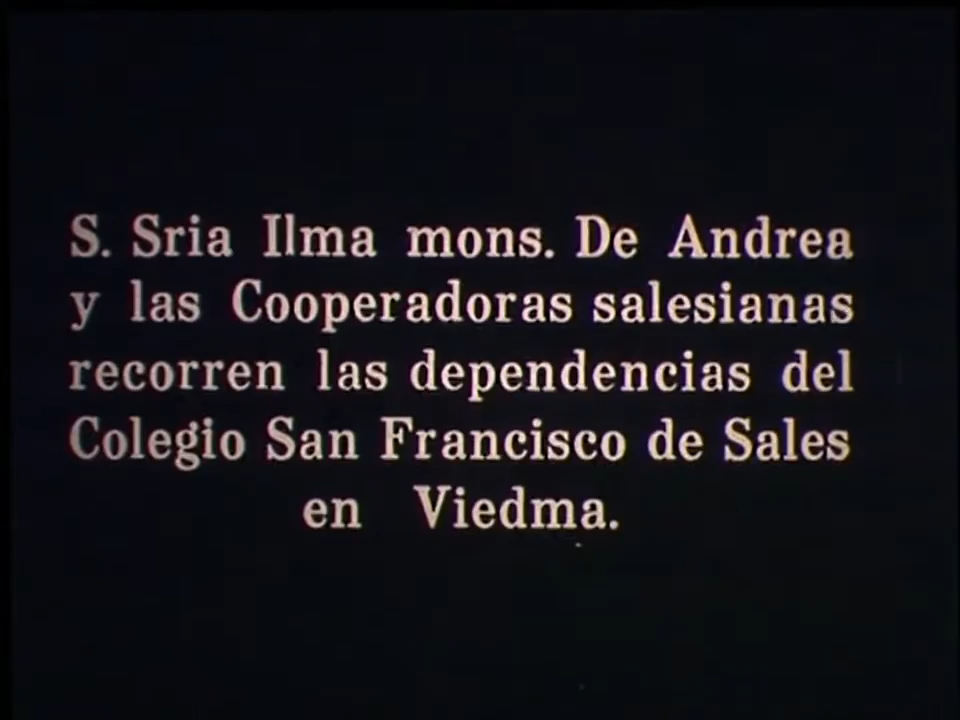 S. Sria Ilma mons. De Andrea
y las Cooperadoras salesianas
recorren las dependencias del
Colegio San Francisco de Sales
en Viedma.